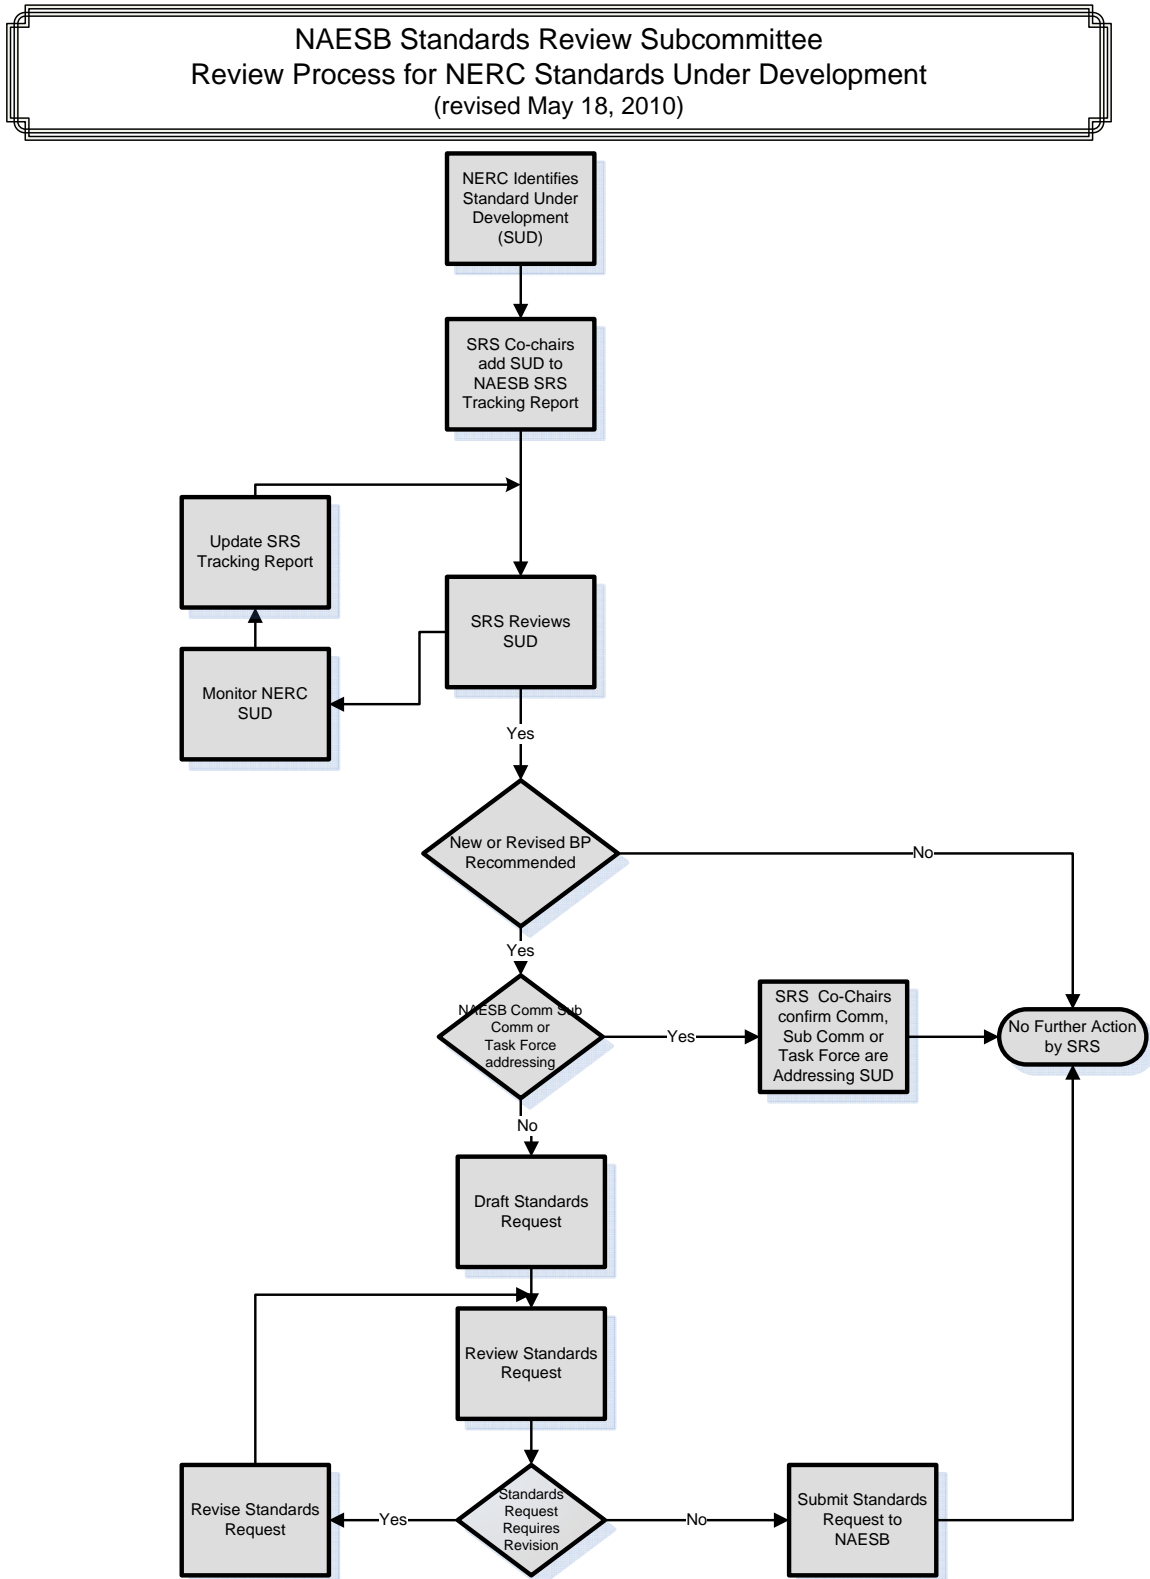 NAESB Standards Review Subcommittee
Review Process for NERC Standards Under Development
(revised May 18, 2010)
NERC Identifies
Standard Under
Development
(SUD)
SRS Co-chairs
add SUD to
NAESB SRS
Tracking Report
Update SRS
Tracking Report
SRS Reviews
SUD
Monitor NERC
SUD
Yes
New or Revised BP
Recommended
No
Yes
NAESB Comm Sub
Comm or
Task Force
addressing
Yes
SRS Co-Chairs
confirm Comm,
Sub Comm or
Task Force are
Addressing SUD
No Further Action
by SRS
No
Draft Standards
Request
Review Standards
Request
Revise Standards
Request
Yes
Standards
Request
Requires
Revision
No
Submit Standards
Request to
NAESB